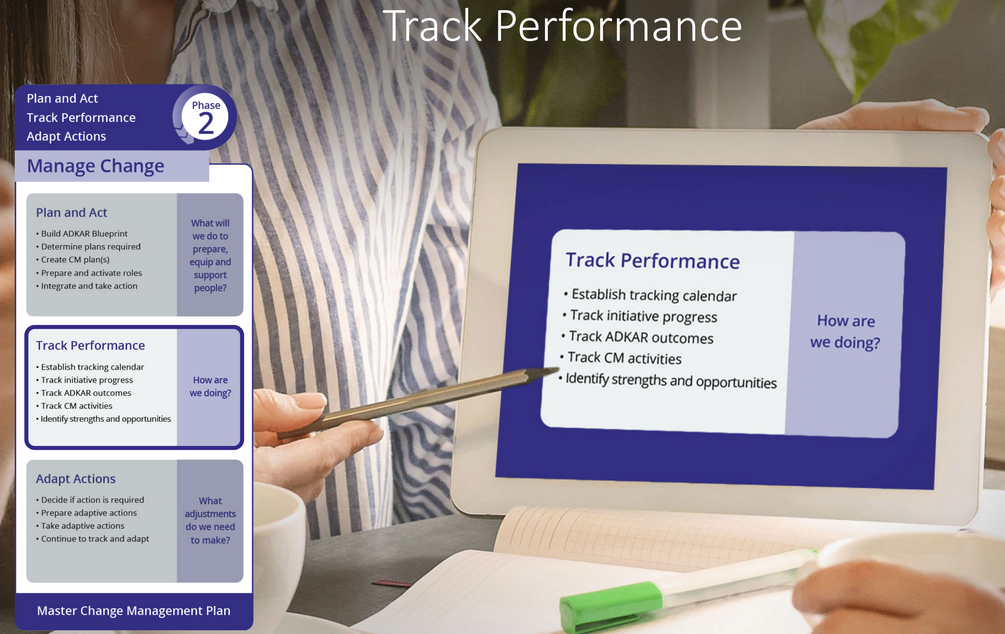 Track Performance
Plan and Act
Track Performance
Adapt Actions
Phase
2
Manage Change
Plan and Act
• Build ADKAR Blueprint
• Determine plans required
• Create CM plan(s)
• Prepare and activate roles
• Integrate and take action
What will
we do to
prepare,
equip and
support
people?
Track Performance
• Establish tracking calendar
• Track initiative progress
• Track ADKAR outcomes
• Track CM activities
• Identify strengths and opportunities
How are
we doing?
Adapt Actions
• Decide if action is required
• Prepare adaptive actions
• Take adaptive actions
• Continue to track and adapt
What
adjustments
do we need
to make?
Master Change Management Plan
Track Performance
• Establish tracking calendar
• Track initiative progress
• Track ADKAR outcomes
• Track CM activities
• Identify strengths and opportunities
How are
we doing?